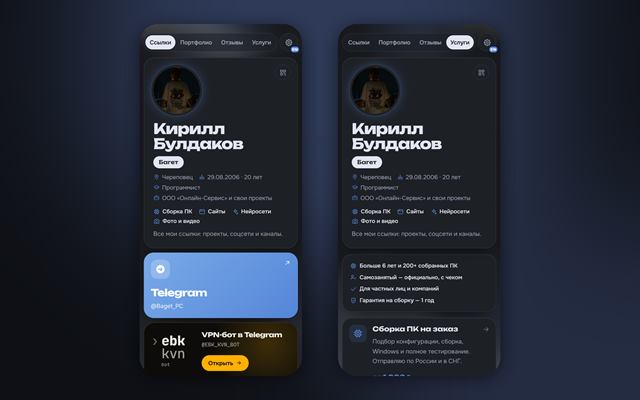 Ссылки Портфолио Отзывы Услуги
EN
Кирилл
Булдаков
Багет
Череповец 29.08.2006 · 20 лет
Программист
ООО «Онлайн-Сервис» и свои проекты
Сборка ПК Сайты Нейросети
Фото и видео
Все мои ссылки: проекты, соцсети и каналы.
Telegram
@Baget_PC
ebk
kvn
BOT
VPN-бот в Telegram
@EBK_KVN_BOT
Открыть →
Ссылки Портфолио Отзывы Услуги
EN
Кирилл
Булдаков
Багет
Череповец 29.08.2006 · 20 лет
Программист
ООО «Онлайн-Сервис» и свои проекты
Сборка ПК Сайты Нейросети
Фото и видео
Все мои ссылки: проекты, соцсети и каналы.
Больше 6 лет и 200+ собранных ПК
Самозанятый — официально, с чеком
Для частных лиц и компаний
Гарантия на сборку — 1 год
Сборка ПК на заказ
Подбор конфигурации, сборка,
Windows и полное тестирование.
Отправляю по России и в СНГ.